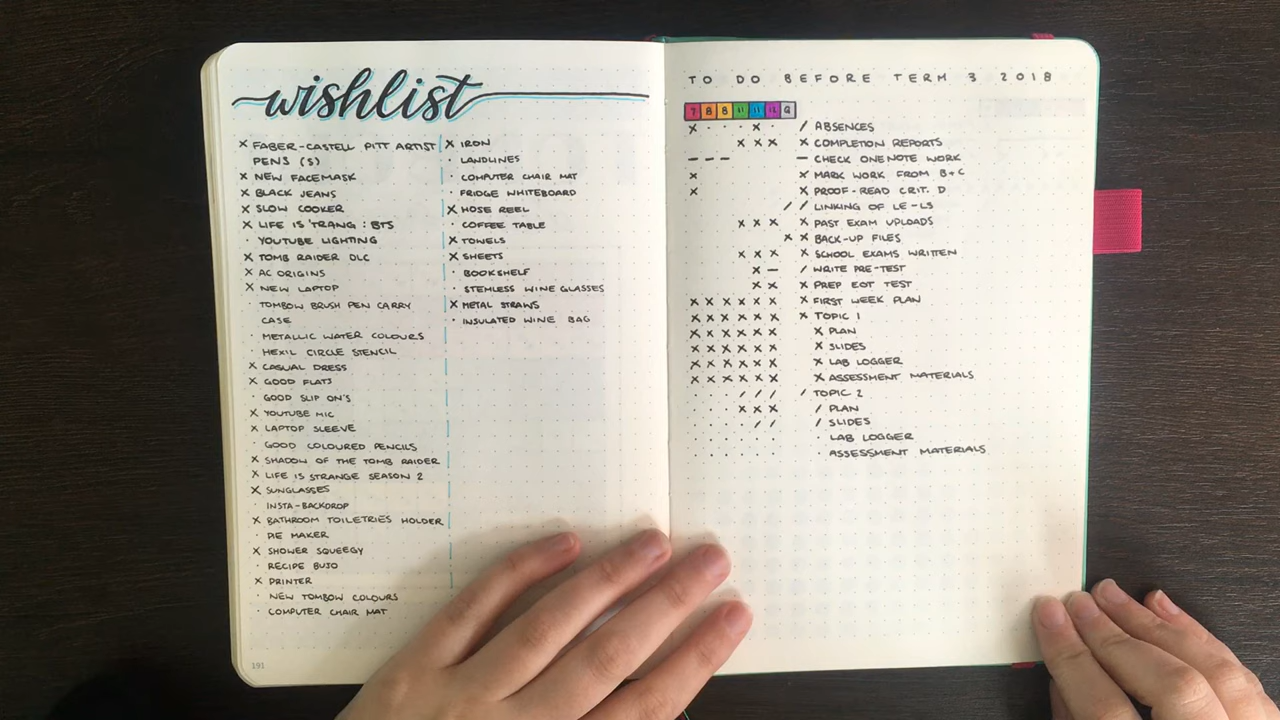 wishlist
× FABER-CASTELL PITT ARTIST
PENS (S)
× NEW FACEMASK
× BLACK JEANS
× SLOW COOKER
× LIFE IS TRANG : BTS
· YOUTUBE LIGHTING
× TOMB RAIDER DLC
× AC ORIGINS
× NEW LAPTOP
· TOMBOW BRUSH PEN CARRY
CASE
· METALLIC WATER COLOURS
· HEXIL CIRCLE STENCIL
× CASUAL DRESS
× GOOD FLATS
· GOOD SLIP ON'S
× YOUTUBE MIC
× LAPTOP SLEEVE
· GOOD COLOURED PENCILS
× SHADOW OF THE TOMB RAIDER
× LIFE IS STRANGE SEASON 2
× SUNGLASSES
· INSTA-BACKDROP
× BATHROOM TOILETRIES HOLDER
· PIE MAKER
× SHOWER SQUEEGY
· RECIPE BUJO
× PRINTER
· NEW TOMBOW COLOURS
· COMPUTER CHAIR MAT
191
× IRON
· LANDLINES
· COMPUTER CHAIR MAT
· FRIDGE WHITEBOARD
× HOSE REEL
· COFFEE TABLE
× TOWELS
× SHEETS
· BOOKSHELF
· STEMLESS WINE GLASSES
× METAL STRAWS
· INSULATED WINE BAG
TO DO BEFORE TERM 3 2018
7 8 8 11 11 12 Q
× · · · × · / ABSENCES
× × × × COMPLETION REPORTS
— — — — CHECK ONENOTE WORK
× × MARK WORK FROM B+C
× × PROOF-READ CRIT. D
/ / LINKING OF LE-LS
× × × × PAST EXAM UPLOADS
× × BACK-UP FILES
× × × × SCHOOL EXAMS WRITTEN
× — / WRITE PRE-TEST
× × × PREP EOT TEST
× × × × × × × FIRST WEEK PLAN
× × × × × × × TOPIC 1
× × × × × × × PLAN
× × × × × × × SLIDES
× × × × × × × LAB LOGGER
× × × × × × × ASSESSMENT MATERIALS
· · · / / / / TOPIC 2
· · · × × × / PLAN
· · · · / / / SLIDES
· · · · · · · LAB LOGGER
· · · · · · · ASSESSMENT MATERIALS